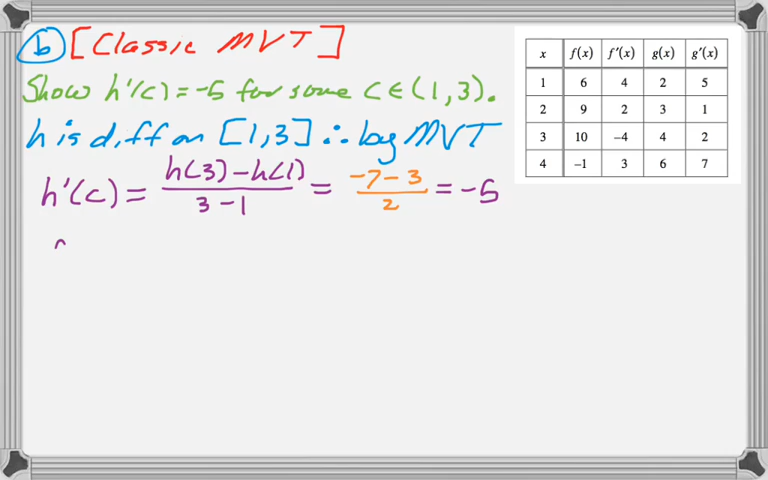 b [Classic MVT]
Show h'(c) = -5 for some c ∈ (1,3).
h is diff on [1,3] ∴ by MVT
h'(c) = h(3) - h(1) / 3 - 1 = -7 - 3 / 2 = -5
x f(x) f'(x) g(x) g'(x)
1 6 4 2 5
2 9 2 3 1
3 10 -4 4 2
4 -1 3 6 7